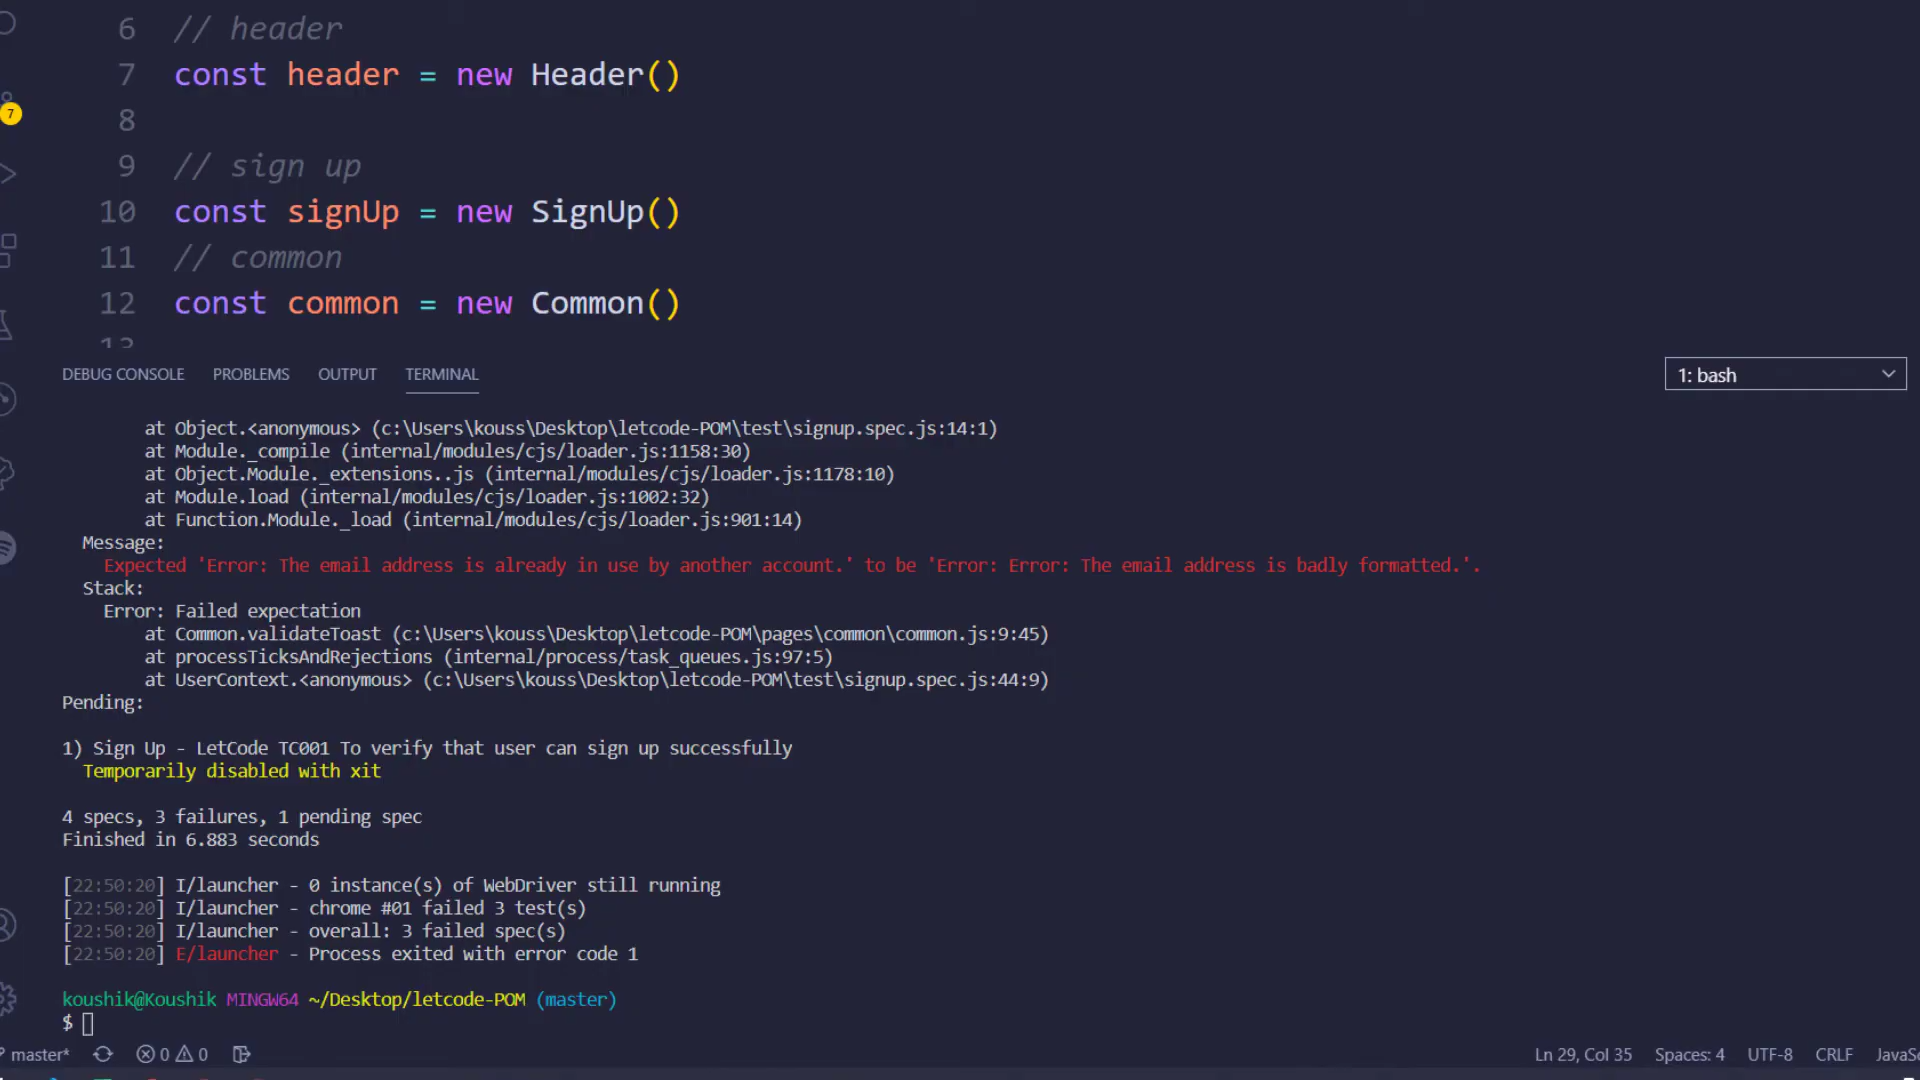 6 // header
7 const header = new Header()
8
9 // sign up
10 const signUp = new SignUp()
11 // common
12 const common = new Common()
13
7
DEBUG CONSOLE PROBLEMS OUTPUT TERMINAL 1: bash
at Object.<anonymous> (c:\Users\kouss\Desktop\letcode-POM\test\signup.spec.js:14:1)
at Module._compile (internal/modules/cjs/loader.js:1158:30)
at Object.Module._extensions..js (internal/modules/cjs/loader.js:1178:10)
at Module.load (internal/modules/cjs/loader.js:1002:32)
at Function.Module._load (internal/modules/cjs/loader.js:901:14)
Message:
Expected 'Error: The email address is already in use by another account.' to be 'Error: Error: The email address is badly formatted.'.
Stack:
Error: Failed expectation
at Common.validateToast (c:\Users\kouss\Desktop\letcode-POM\pages\common\common.js:9:45)
at processTicksAndRejections (internal/process/task_queues.js:97:5)
at UserContext.<anonymous> (c:\Users\kouss\Desktop\letcode-POM\test\signup.spec.js:44:9)
Pending:
1) Sign Up - LetCode TC001 To verify that user can sign up successfully
Temporarily disabled with xit
4 specs, 3 failures, 1 pending spec
Finished in 6.883 seconds
[22:50:20] I/launcher - 0 instance(s) of WebDriver still running
[22:50:20] I/launcher - chrome #01 failed 3 test(s)
[22:50:20] I/launcher - overall: 3 failed spec(s)
[22:50:20] E/launcher - Process exited with error code 1
koushik@Koushik MINGW64 ~/Desktop/letcode-POM (master)
$
master* 0 0 Ln 29, Col 35 Spaces: 4 UTF-8 CRLF JavaSc